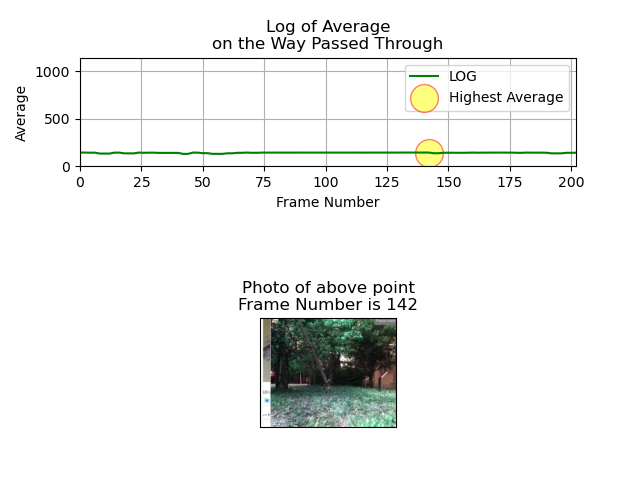 Log of Average
on the Way Passed Through
1000
500
0
Average
LOG
Highest Average
0 25 50 75 100 125 150 175 200
Frame Number
Photo of above point
Frame Number is 142